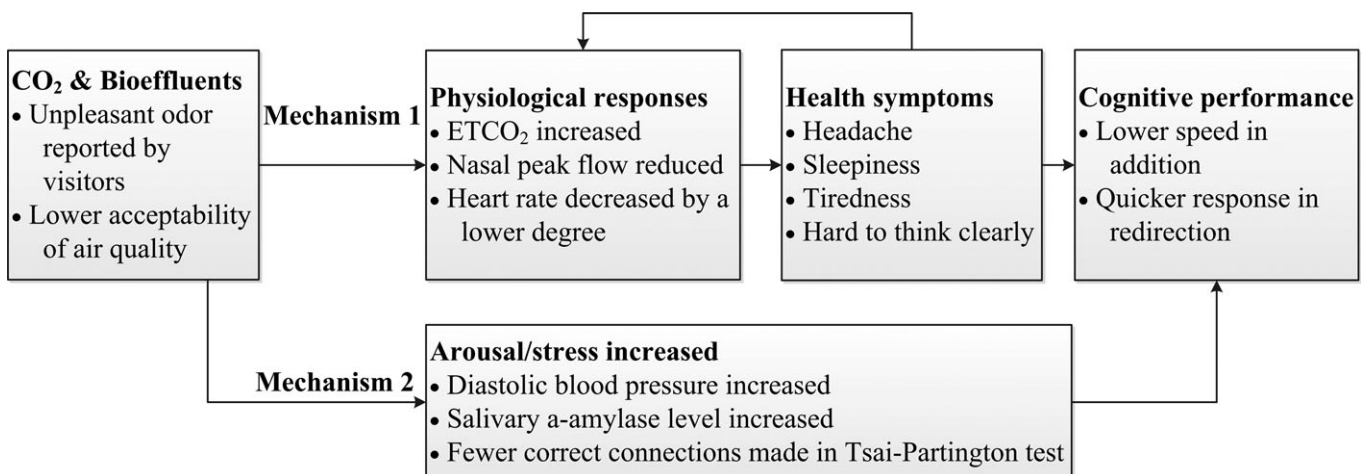 CO₂ & Bioeffluents
• Unpleasant odor
reported by
visitors
• Lower acceptability
of air quality
Mechanism 1
Physiological responses
• ETCO₂ increased
• Nasal peak flow reduced
• Heart rate decreased by a
lower degree
Health symptoms
• Headache
• Sleepiness
• Tiredness
• Hard to think clearly
Cognitive performance
• Lower speed in
addition
• Quicker response in
redirection
Mechanism 2
Arousal/stress increased
• Diastolic blood pressure increased
• Salivary a-amylase level increased
• Fewer correct connections made in Tsai-Partington test